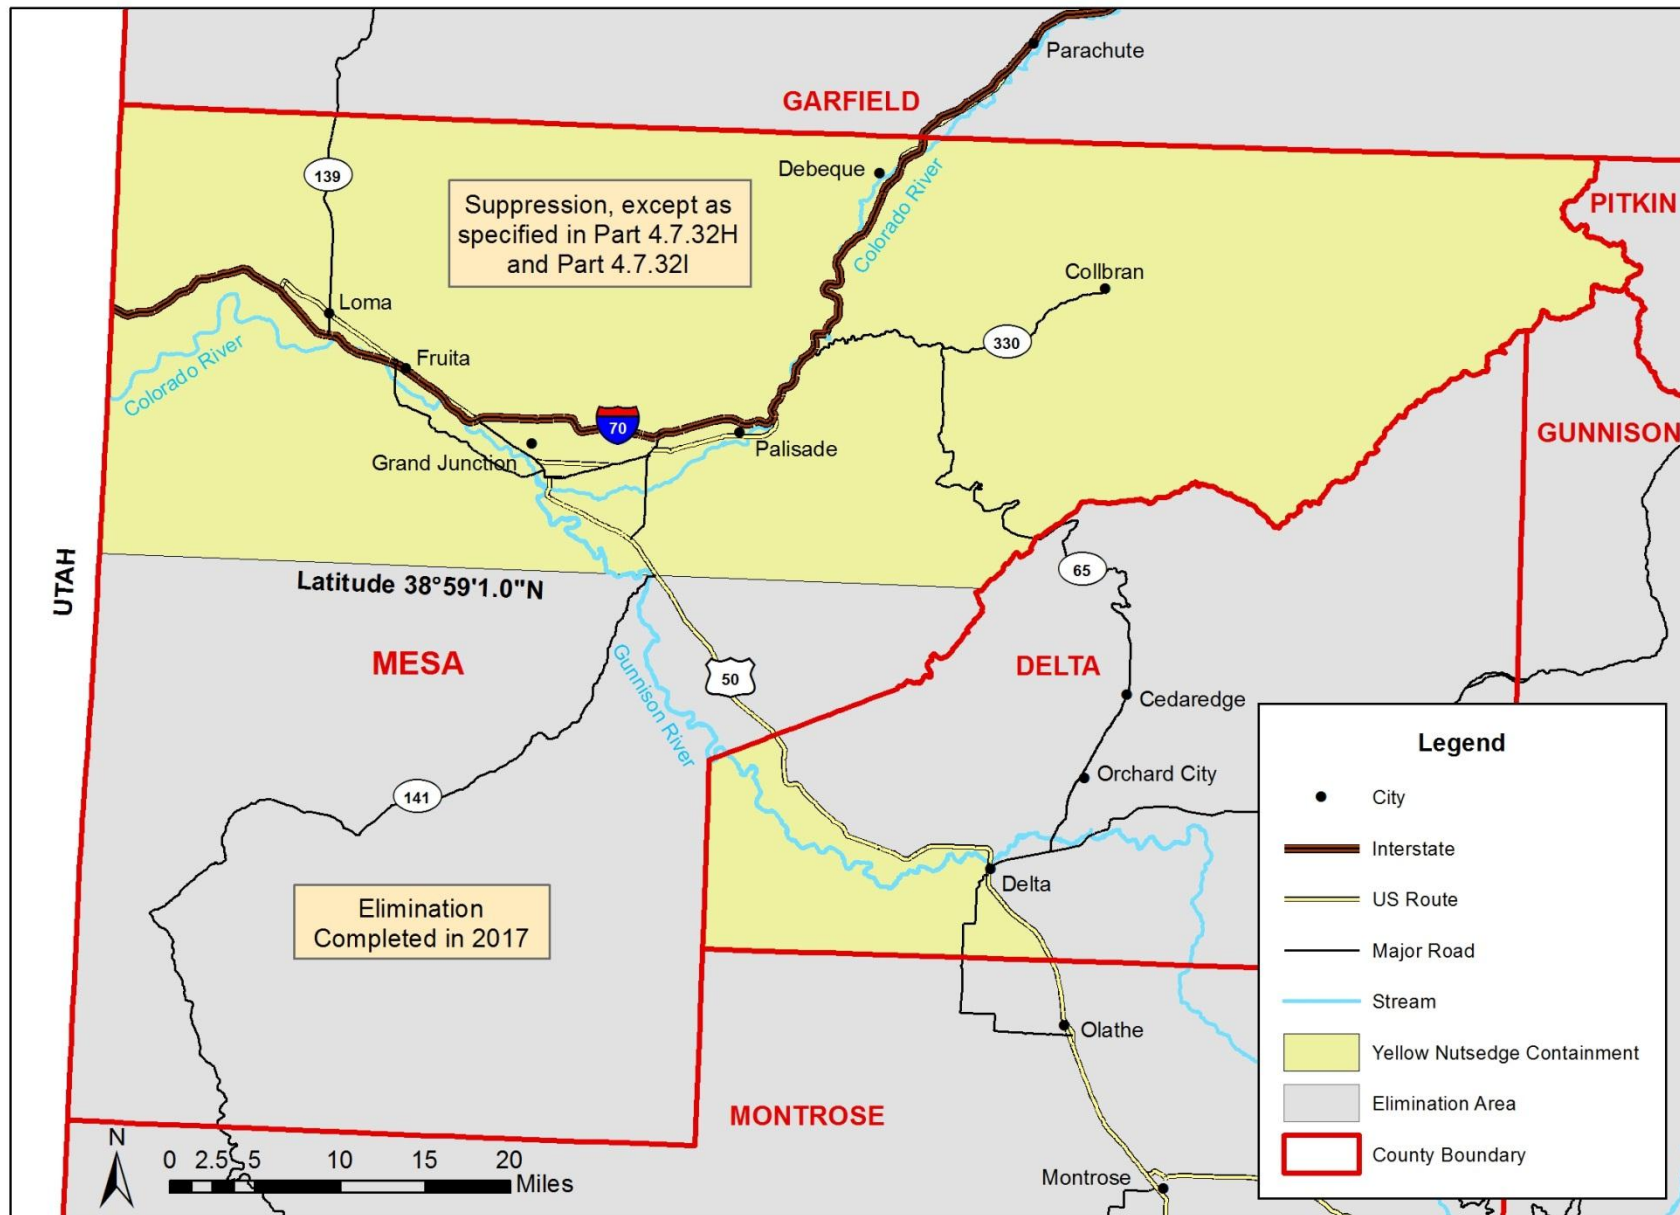 Parachute
GARFIELD
Debeque
139
PITKIN
Suppression, except as
specified in Part 4.7.32H
and Part 4.7.32I
Colorado River
Collbran
Loma
330
Colorado River
Fruita
70
GUNNISON
Palisade
Grand Junction
UTAH
Latitude 38°59'1.0"N
65
MESA
Gunnison River
50
DELTA
Cedaredge
Orchard City
141
Delta
Elimination
Completed in 2017
Olathe
MONTROSE
Montrose
N
0 2.5 5 10 15 20
Miles
Legend
City
Interstate
US Route
Major Road
Stream
Yellow Nutsedge Containment
Elimination Area
County Boundary